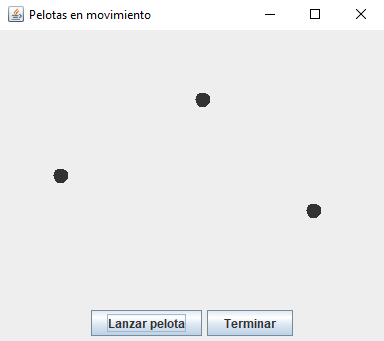 Pelotas en movimiento
Lanzar pelota Terminar